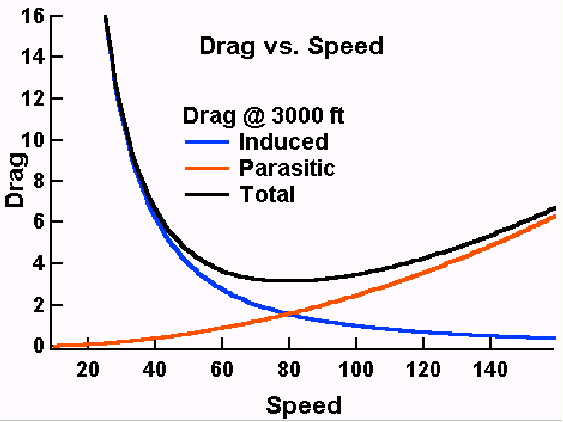 Drag vs. Speed
Drag @ 3000 ft
Induced
Parasitic
Total
Drag
16
14
12
10
8
6
4
2
0
20 40 60 80 100 120 140
Speed